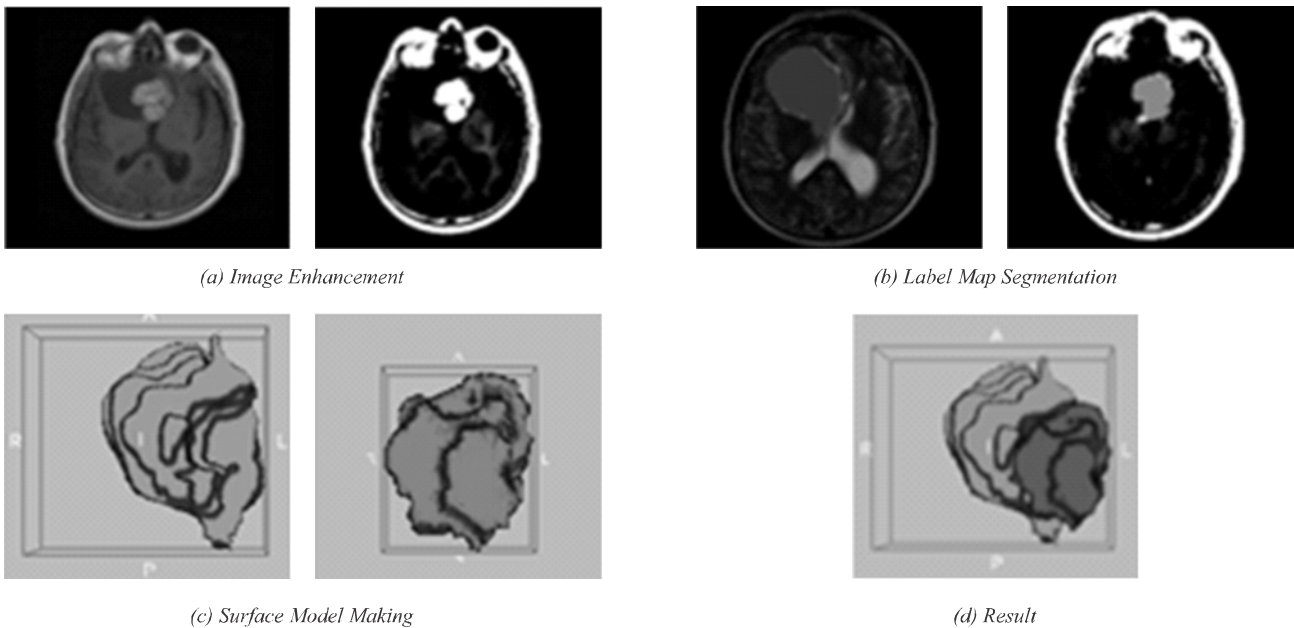 (a) Image Enhancement
(b) Label Map Segmentation
R
L
P
L
(c) Surface Model Making
A
R
L
P
(d) Result